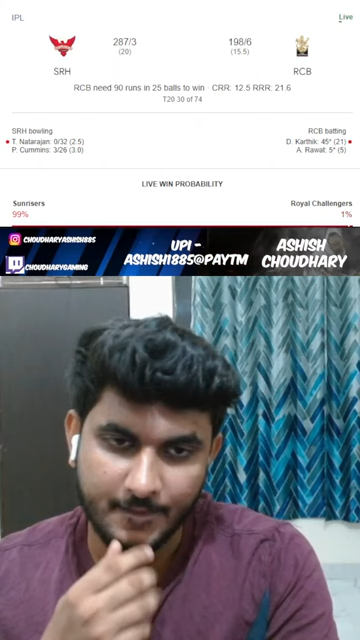 IPL
Live
287/3
198/6
(20)
(15.5)
SRH
RCB
RCB need 90 runs in 25 balls to win · CRR: 12.5 RRR: 21.6
T20 30 of 74
SRH bowling
RCB batting
T. Natarajan: 0/32 (2.5)
D. Karthik: 45* (21)
P. Cummins: 3/26 (3.0)
A. Rawat: 5* (5)
LIVE WIN PROBABILITY
Sunrisers
Royal Challengers
99%
1%
CHOUDHARYASHISH885
CHOUDHARYGAMING
UPI -
ASHISH1885@PAYTM
ASHISH
CHOUDHARY